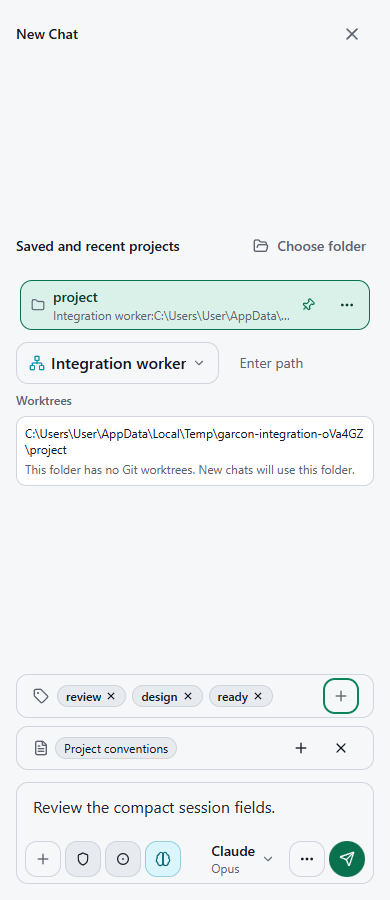 New Chat
Saved and recent projects
Choose folder
project
Integration worker:C:\Users\User\AppData\...
Integration worker
Enter path
Worktrees
C:\Users\User\AppData\Local\Temp\garcon-integration-oVa4GZ
\project
This folder has no Git worktrees. New chats will use this folder.
review
design
ready
Project conventions
Review the compact session fields.
Claude
Opus